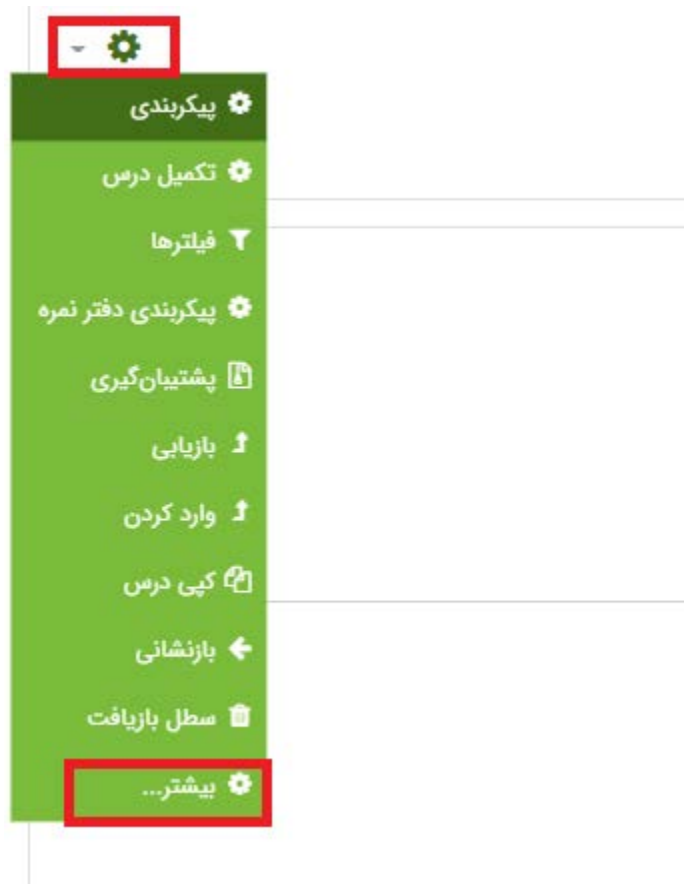 پیکربندی
تکمیل درس
فیلترها
پیکربندی دفتر نمره
پشتیبان‌گیری
بازیابی
وارد کردن
کپی درس
بازنشانی
سطل بازیافت
بیشتر...